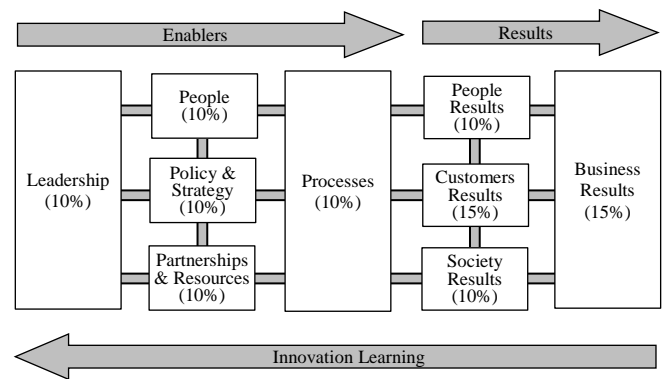 Enablers
Results
Leadership
(10%)
People
(10%)
Policy &
Strategy
(10%)
Partnerships
& Resources
(10%)
Processes
(10%)
People
Results
(10%)
Customers
Results
(15%)
Society
Results
(10%)
Business
Results
(15%)
Innovation Learning